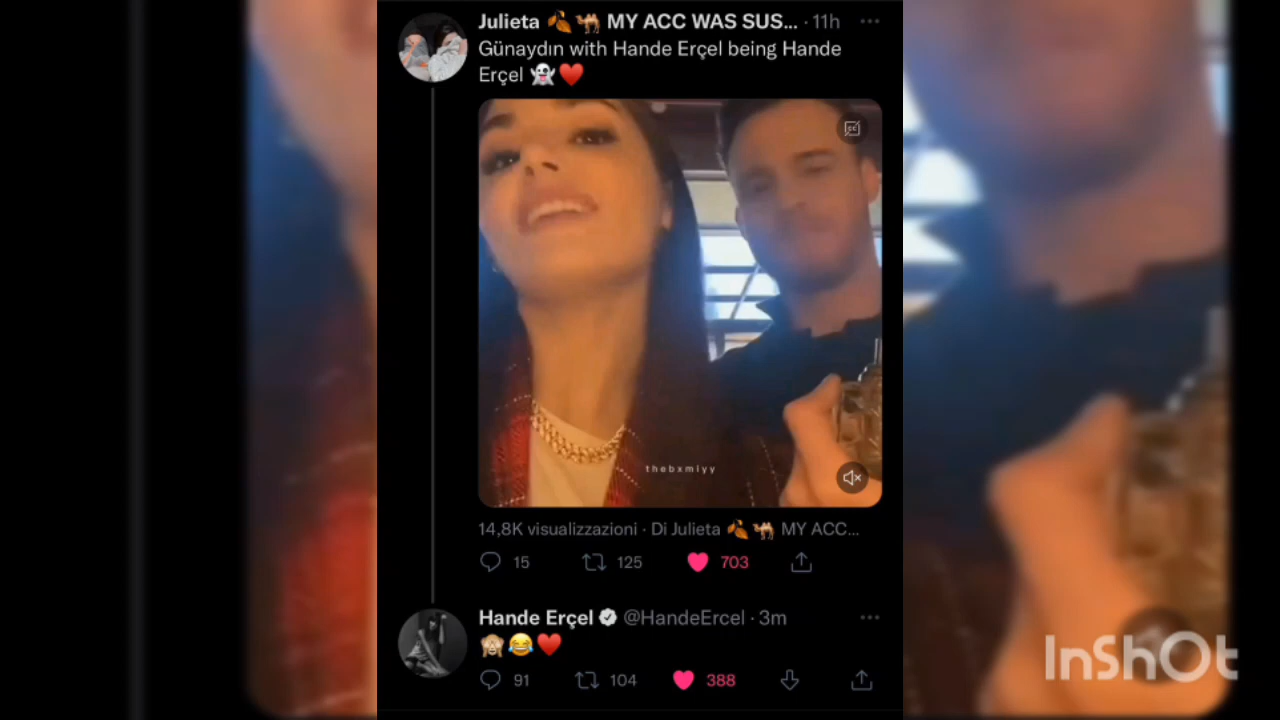 Julieta 🍂🐫 MY ACC WAS SUS... · 11h
Günaydın with Hande Erçel being Hande
Erçel 👻❤️
thebxmiyy
14,8K visualizzazioni · Di Julieta 🍂🐫 MY ACC...
15 125 703
Hande Erçel @HandeErcel · 3m
🙈😂❤️
91 104 388
InShOt